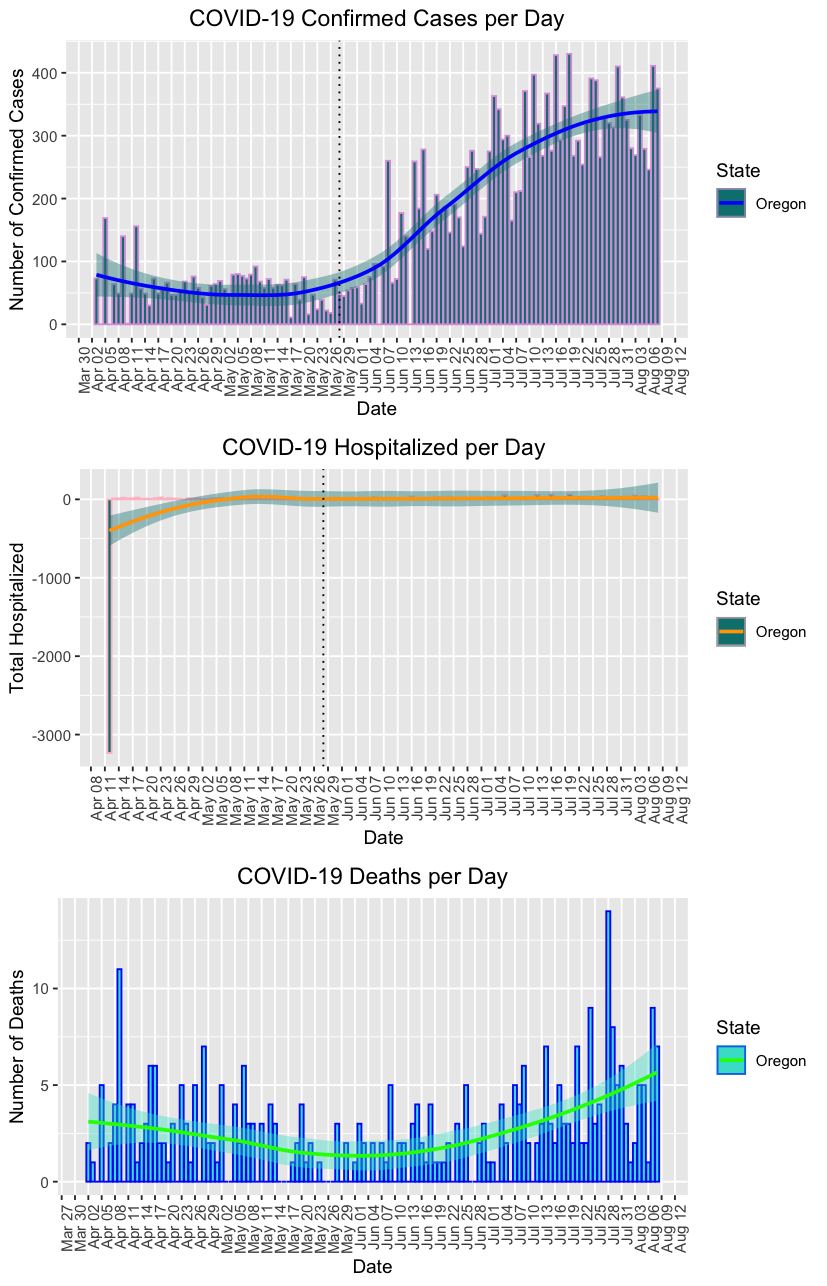 COVID-19 Confirmed Cases per Day
Number of Confirmed Cases
400
300
200
100
0
Mar 30
Apr 02
Apr 05
Apr 08
Apr 11
Apr 14
Apr 17
Apr 20
Apr 23
Apr 26
Apr 29
May 02
May 05
May 08
May 11
May 14
May 17
May 20
May 23
May 26
May 29
Jun 01
Jun 04
Jun 07
Jun 10
Jun 13
Jun 16
Jun 19
Jun 22
Jun 25
Jun 28
Jul 01
Jul 04
Jul 07
Jul 10
Jul 13
Jul 16
Jul 19
Jul 22
Jul 25
Jul 28
Jul 31
Aug 03
Aug 06
Aug 09
Aug 12
Date
State
Oregon
COVID-19 Hospitalized per Day
Total Hospitalized
0
-1000
-2000
-3000
Apr 08
Apr 11
Apr 14
Apr 17
Apr 20
Apr 23
Apr 26
Apr 29
May 02
May 05
May 08
May 11
May 14
May 17
May 20
May 23
May 26
May 29
Jun 01
Jun 04
Jun 07
Jun 10
Jun 13
Jun 16
Jun 19
Jun 22
Jun 25
Jun 28
Jul 01
Jul 04
Jul 07
Jul 10
Jul 13
Jul 16
Jul 19
Jul 22
Jul 25
Jul 28
Jul 31
Aug 03
Aug 06
Aug 09
Aug 12
Date
State
Oregon
COVID-19 Deaths per Day
Number of Deaths
10
5
0
Mar 27
Mar 30
Apr 02
Apr 05
Apr 08
Apr 11
Apr 14
Apr 17
Apr 20
Apr 23
Apr 26
Apr 29
May 02
May 05
May 08
May 11
May 14
May 17
May 20
May 23
May 26
May 29
Jun 01
Jun 04
Jun 07
Jun 10
Jun 13
Jun 16
Jun 19
Jun 22
Jun 25
Jun 28
Jul 01
Jul 04
Jul 07
Jul 10
Jul 13
Jul 16
Jul 19
Jul 22
Jul 25
Jul 28
Jul 31
Aug 03
Aug 06
Aug 09
Aug 12
Date
State
Oregon